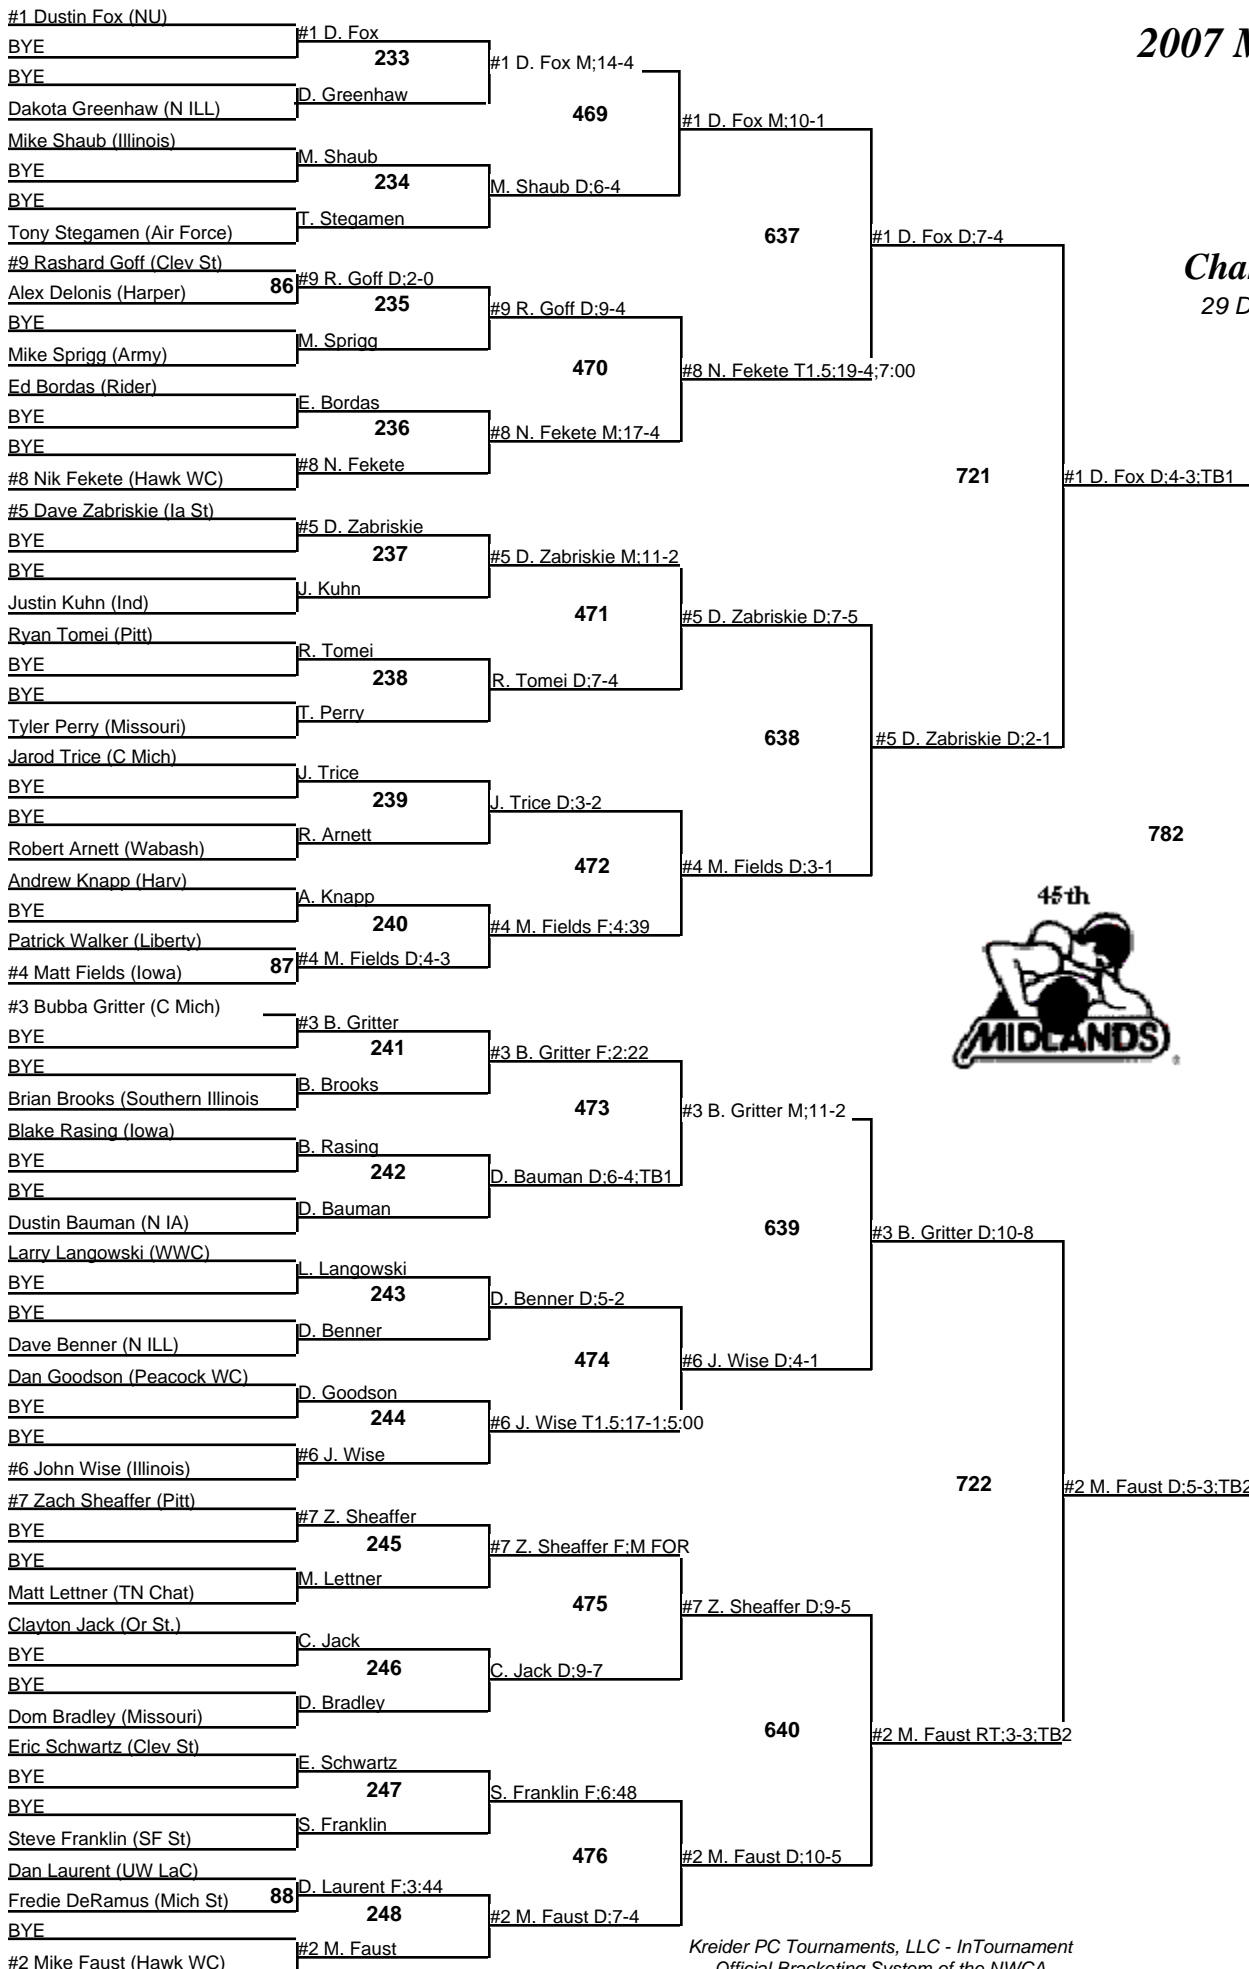 #1 Dustin Fox (NU)
BYE
BYE
Dakota Greenhaw (N ILL)
Mike Shaub (Illinois)
BYE
BYE
Tony Stegamen (Air Force)
#9 Rashard Goff (Clev St)
Alex Delonis (Harper)
BYE
Mike Sprigg (Army)
Ed Bordas (Rider)
BYE
BYE
#8 Nik Fekete (Hawk WC)
#5 Dave Zabriskie (Ia St)
BYE
BYE
Justin Kuhn (Ind)
Ryan Tomei (Pitt)
BYE
BYE
Tyler Perry (Missouri)
Jarod Trice (C Mich)
BYE
BYE
Robert Arnett (Wabash)
Andrew Knapp (Harv)
BYE
Patrick Walker (Liberty)
#4 Matt Fields (Iowa)
#3 Bubba Gritter (C Mich)
BYE
BYE
Brian Brooks (Southern Illinois
Blake Rasing (Iowa)
BYE
BYE
Dustin Bauman (N IA)
Larry Langowski (WWC)
BYE
BYE
Dave Benner (N ILL)
Dan Goodson (Peacock WC)
BYE
BYE
#6 John Wise (Illinois)
#7 Zach Sheaffer (Pitt)
BYE
BYE
Matt Lettner (TN Chat)
Clayton Jack (Or St.)
BYE
BYE
Dom Bradley (Missouri)
Eric Schwartz (Clev St)
BYE
BYE
Steve Franklin (SF St)
Dan Laurent (UW LaC)
Fredie DeRamus (Mich St)
BYE
#2 Mike Faust (Hawk WC)
86
87
88
#1 D. Fox
233
D. Greenhaw
M. Shaub
234
T. Stegamen
#9 R. Goff D;2-0
235
M. Sprigg
E. Bordas
236
#8 N. Fekete
#5 D. Zabriskie
237
J. Kuhn
R. Tomei
238
T. Perry
J. Trice
239
R. Arnett
A. Knapp
240
#4 M. Fields D;4-3
#3 B. Gritter
241
B. Brooks
B. Rasing
242
D. Bauman
L. Langowski
243
D. Benner
D. Goodson
244
#6 J. Wise
#7 Z. Sheaffer
245
M. Lettner
C. Jack
246
D. Bradley
E. Schwartz
247
S. Franklin
D. Laurent F;3:44
248
#2 M. Faust
#1 D. Fox M;14-4
469
M. Shaub D;6-4
#9 R. Goff D;9-4
470
#8 N. Fekete M;17-4
#5 D. Zabriskie M;11-2
471
R. Tomei D;7-4
J. Trice D;3-2
472
#4 M. Fields F;4:39
#3 B. Gritter F;2:22
473
D. Bauman D;6-4;TB1
D. Benner D;5-2
474
#6 J. Wise T1.5;17-1;5:00
#7 Z. Sheaffer F;M FOR
475
C. Jack D;9-7
S. Franklin F;6:48
476
#2 M. Faust D;7-4
#1 D. Fox M;10-1
637
#8 N. Fekete T1.5;19-4;7:00
#5 D. Zabriskie D;7-5
638
#4 M. Fields D;3-1
#3 B. Gritter M;11-2
639
#6 J. Wise D;4-1
#7 Z. Sheaffer D;9-5
640
#2 M. Faust D;10-5
#1 D. Fox D;7-4
721
#5 D. Zabriskie D;2-1
#3 B. Gritter D;10-8
722
#2 M. Faust RT;3-3;TB2
#1 D. Fox D;4-3;TB1
782
#2 M. Faust D;5-3;TB2
2007 M
Cha
29 D
45th
MIDLANDS
Kreider PC Tournaments, LLC - InTournament
Official Bracketing System of the NWCA